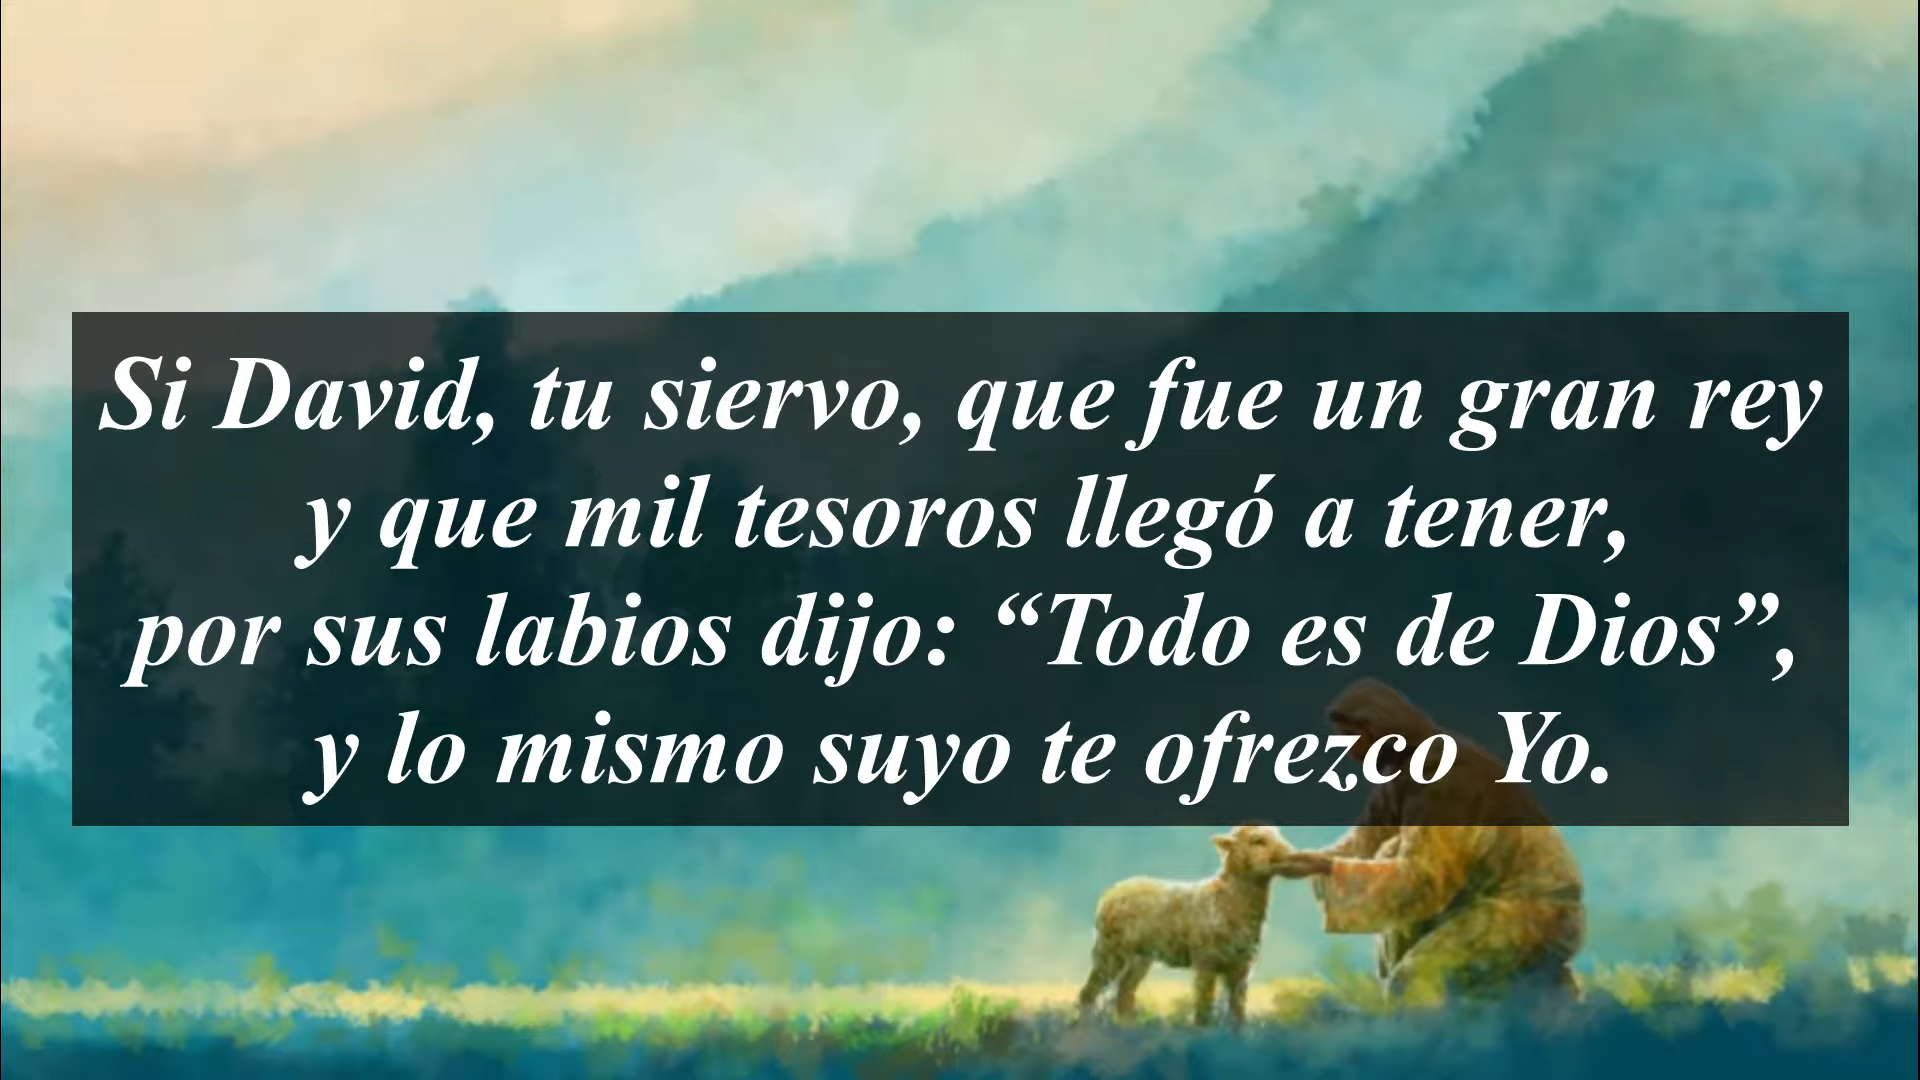 Si David, tu siervo, que fue un gran rey
y que mil tesoros llegó a tener,
por sus labios dijo: “Todo es de Dios”,
y lo mismo suyo te ofrezco Yo.